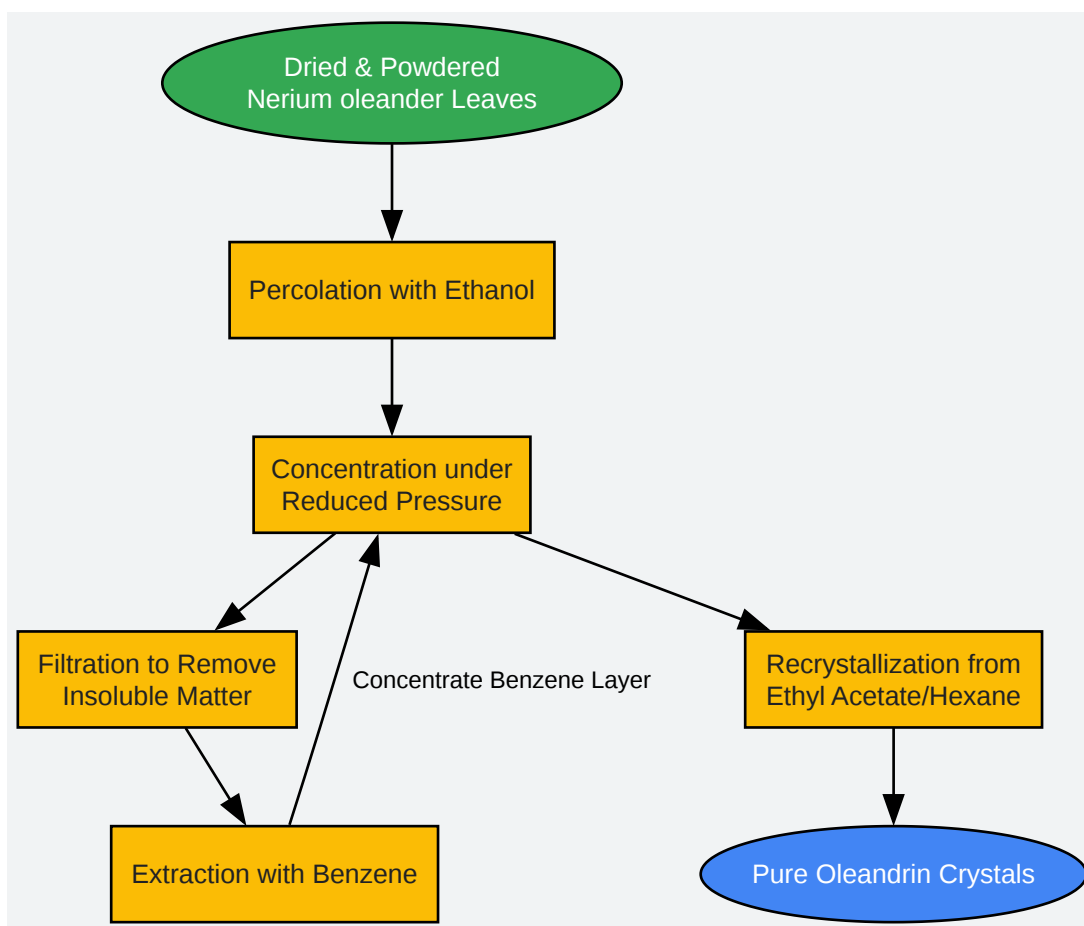 Dried & Powdered
Nerium oleander Leaves
Percolation with Ethanol
Concentration under
Reduced Pressure
Filtration to Remove
Insoluble Matter
Concentrate Benzene Layer
Recrystallization from
Ethyl Acetate/Hexane
Extraction with Benzene
Pure Oleandrin Crystals